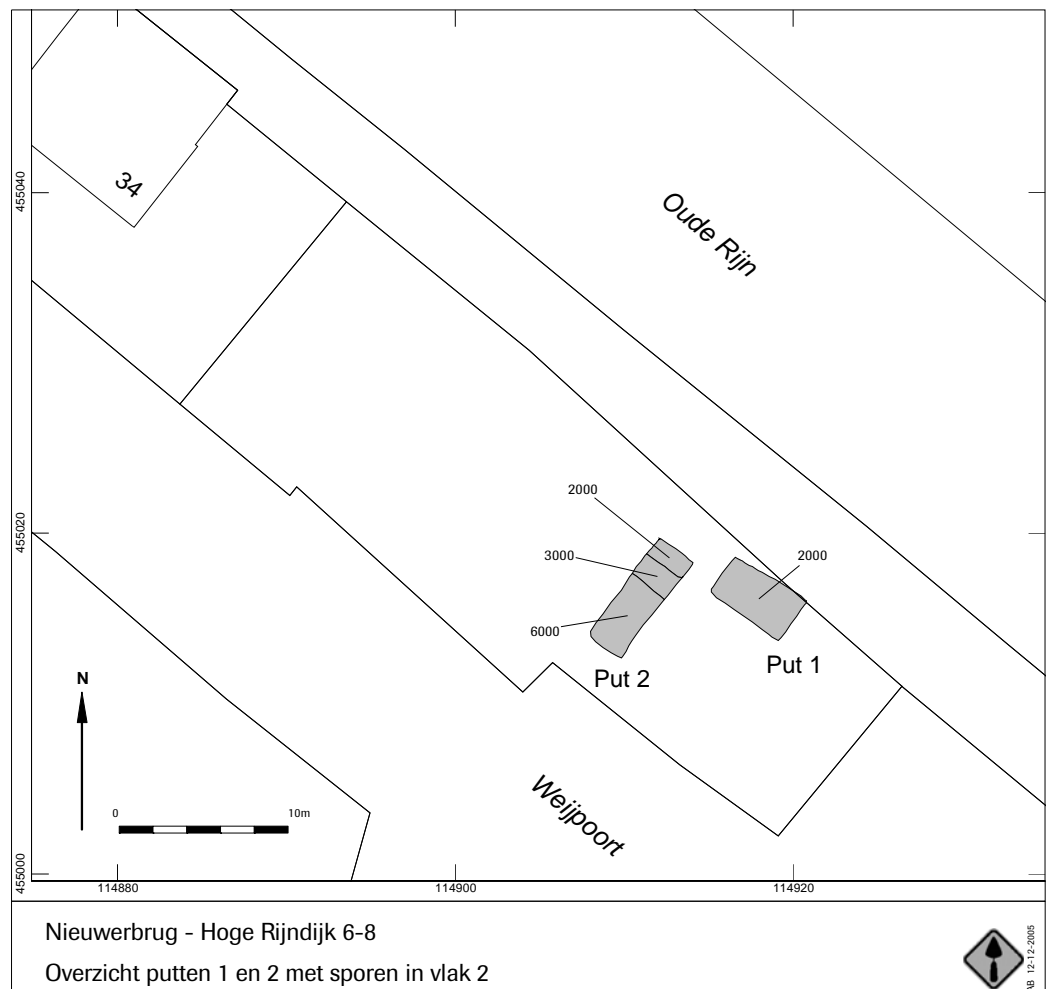 34
455040
Oude Rijn
2000
455020
3000
2000
6000
Put 1
Put 2
N
0 10m
Weijpoort
455000
114880
114900
114920
Nieuwerbrug - Hoge Rijndijk 6-8
Overzicht putten 1 en 2 met sporen in vlak 2
AB 12-12-2005